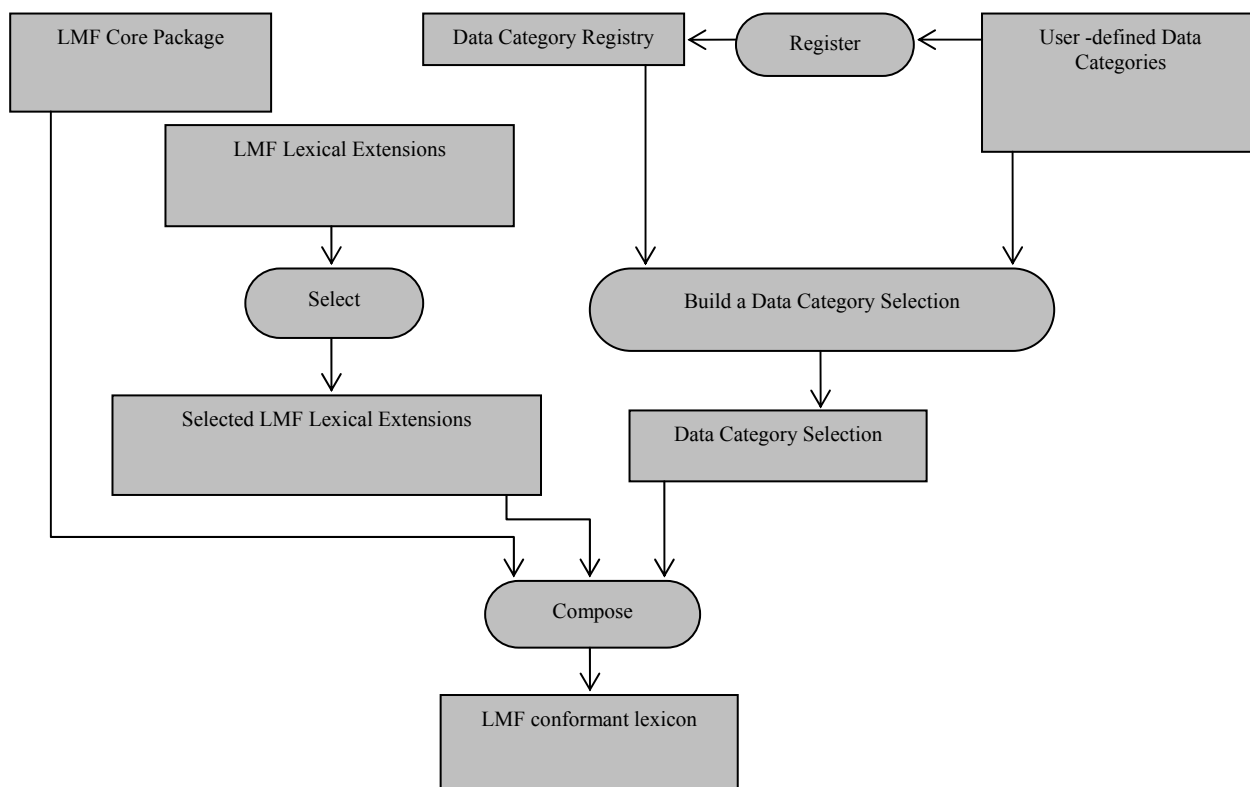 LMF Core Package
Data Category Registry
Register
User -defined Data
Categories
LMF Lexical Extensions
Select
Build a Data Category Selection
Selected LMF Lexical Extensions
Data Category Selection
Compose
LMF conformant lexicon